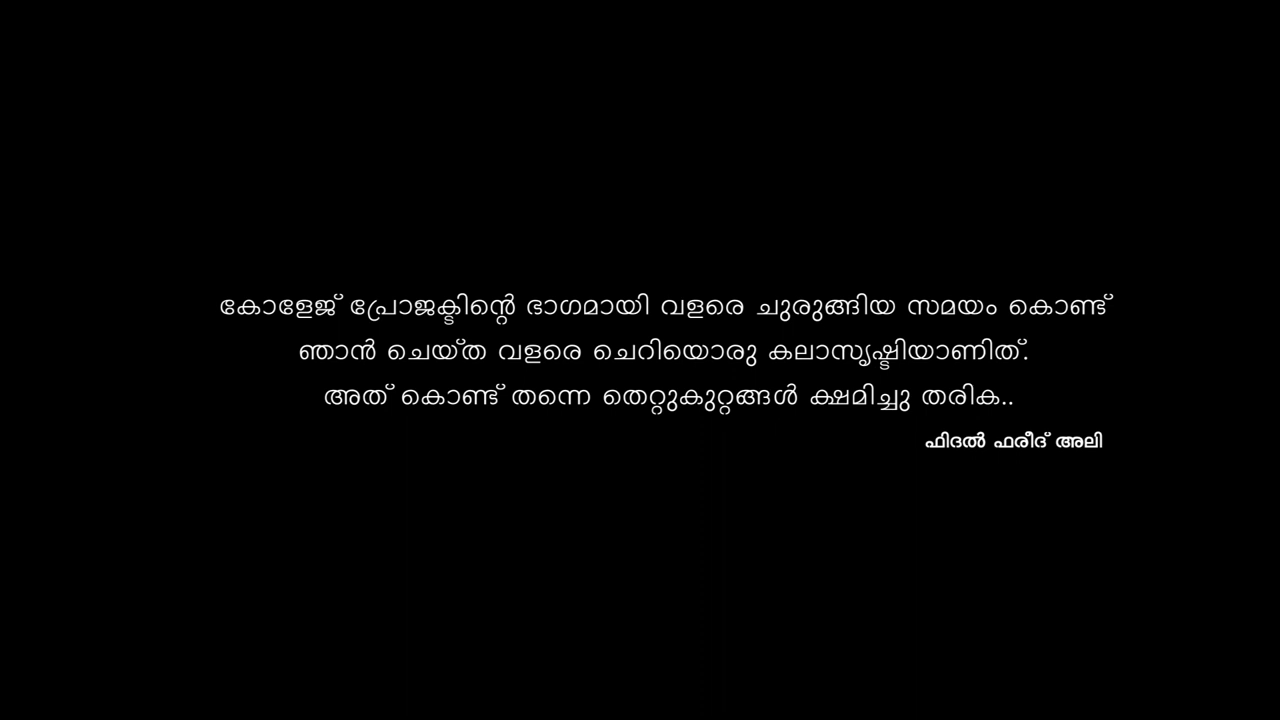 കോളേജ് പ്രോജക്ടിന്റെ ഭാഗമായി വളരെ ചുരുങ്ങിയ സമയം കൊണ്ട്
ഞാൻ ചെയ്ത വളരെ ചെറിയൊരു കലാസൃഷ്ടിയാണിത്.
അത് കൊണ്ട് തന്നെ തെറ്റുകുറ്റങ്ങൾ ക്ഷമിച്ചു തരിക..
ഫിദൽ ഫരീദ് അലി